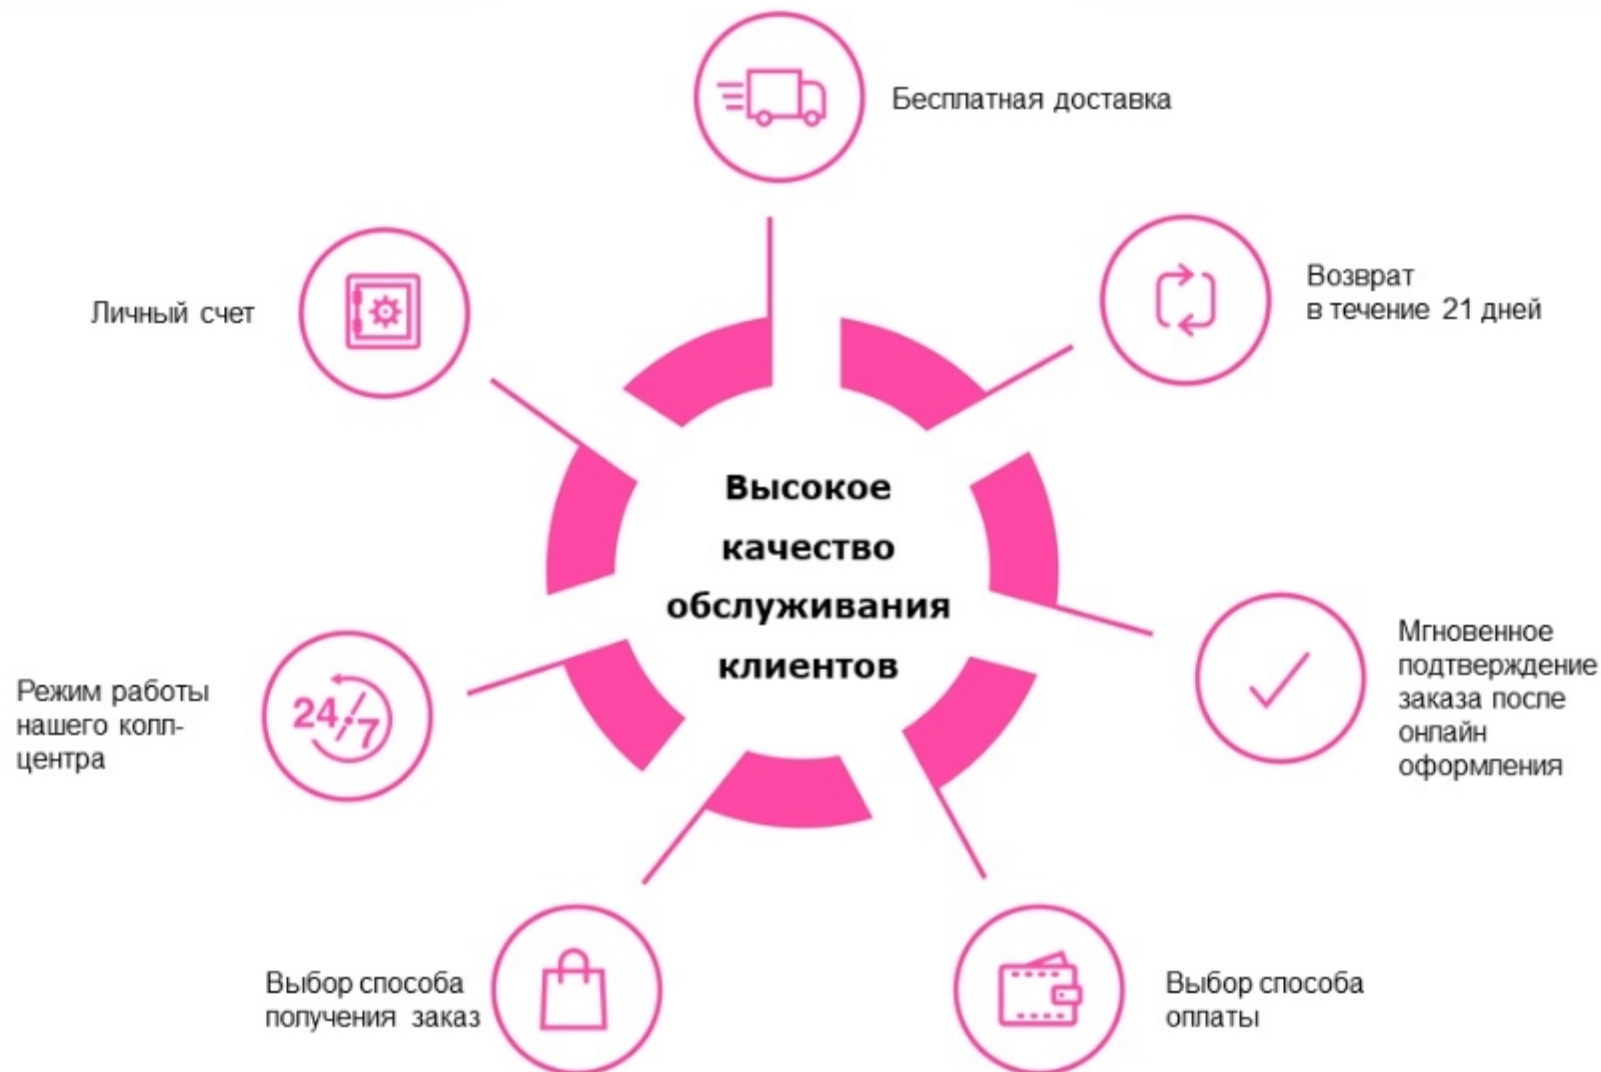 Бесплатная доставка
Возврат
в течение 21 дней
Личный счет
Высокое
качество
обслуживания
клиентов
Мгновенное
подтверждение
заказа после
онлайн
оформления
Режим работы
нашего колл-
центра
24/7
Выбор способа
получения заказ
Выбор способа
оплаты